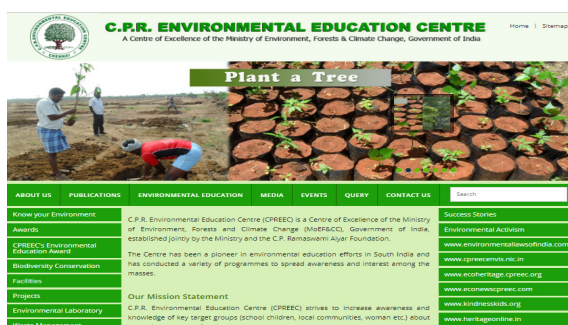 C.P.R. ENVIRONMENTAL EDUCATION CENTRE
A Centre of Excellence of the Ministry of Environment, Forests & Climate Change, Government of India
Home | Sitemap
C.P.R. ENVIRONMENTAL EDUCATION CENTRE
CHENNAI
Plant a Tree
ABOUT US PUBLICATIONS ENVIRONMENTAL EDUCATION MEDIA EVENTS QUERY CONTACT US Search
Know your Environment
Awards
CPREEC's Environmental
Education Award
Biodiversity Conservation
Facilities
Projects
Environmental Laboratory
Waste Management
C.P.R. Environmental Education Centre (CPREEC) is a Centre of Excellence of the Ministry
of Environment, Forests and Climate Change (MoEF&CC), Government of India,
established jointly by the Ministry and the C.P. Ramaswami Aiyar Foundation.
The Centre has been a pioneer in environmental education efforts in South India and
has conducted a variety of programmes to spread awareness and interest among the
masses.
Our Mission Statement
C.P.R. Environmental Education Centre (CPREEC) strives to increase awareness and
knowledge of key target groups (school children, local communities, woman etc.) about
Success Stories
Environmental Activism
www.environmentallawsofindia.com
www.cpreecenvis.nic.in
www.ecoheritage.cpreec.org
www.econewscpreec.com
www.kindnesskids.org
www.heritageonline.in